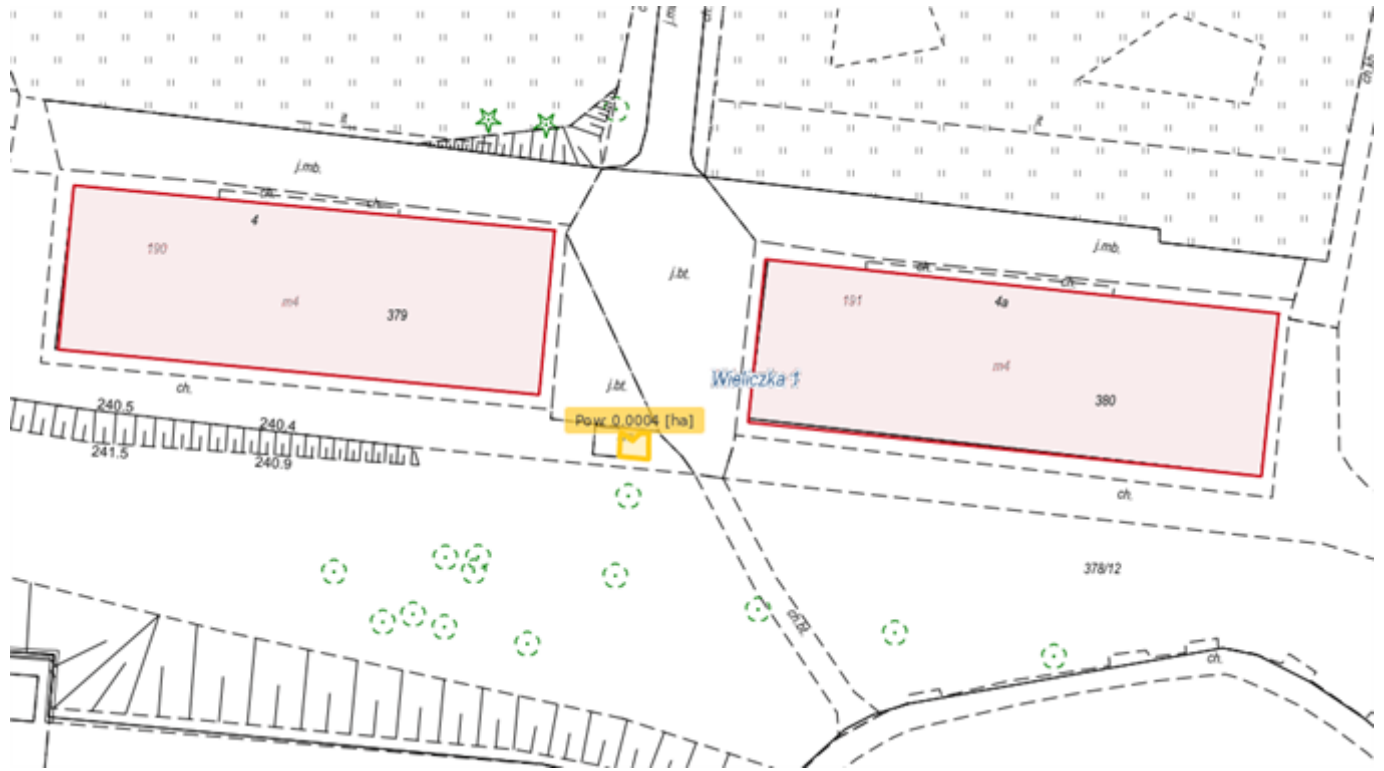 j.mb.
ch.
ch.
4
190
m4
379
ch.
240.5
240.4
241.5
240.9
j.bt.
j.bt.
Pow: 0.0004 [ha]
Wieliczka 1
j.mb.
ch.
ch.
191
4a
m4
380
ch.
378/12
ch.bt.
ch.